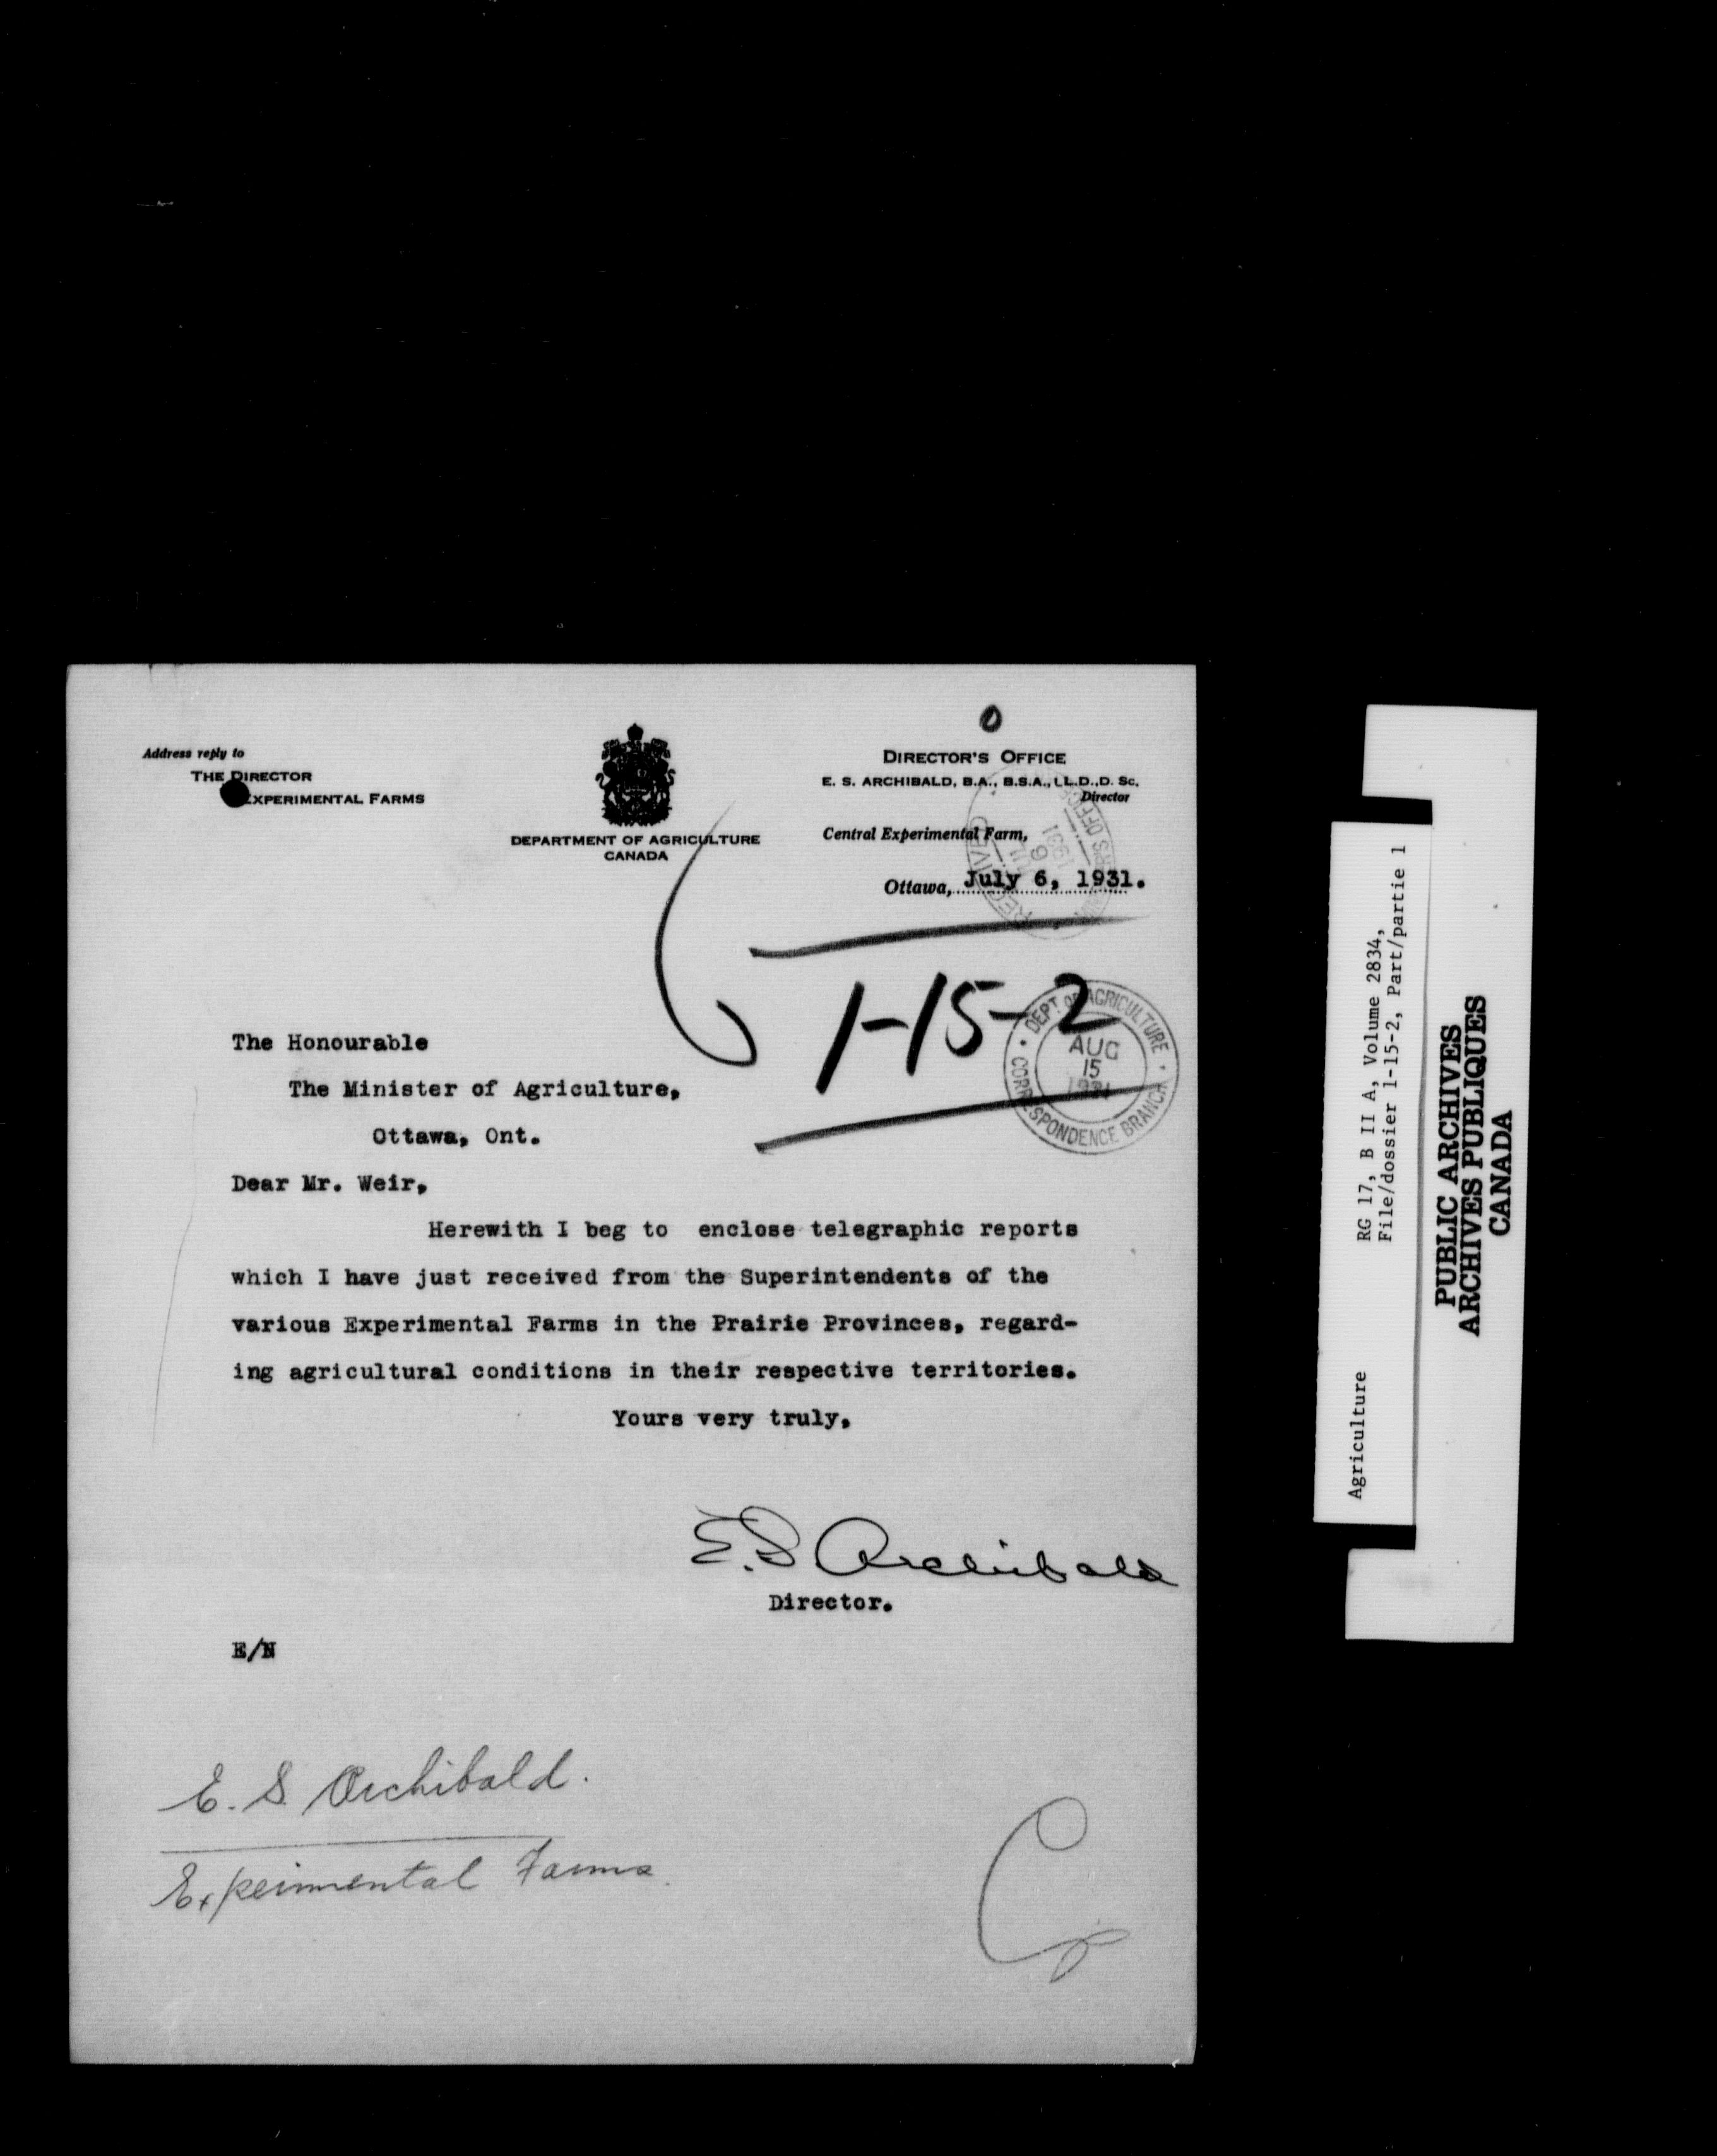 0
Address reply to
THE DIRECTOR
EXPERIMENTAL FARMS
DEPARTMENT OF AGRICULTURE
CANADA
DIRECTOR'S OFFICE
E. S. ARCHIBALD, B.A., B.S.A., LL.D., D. Sc.
Director
Central Experimental Farm,
Ottawa, July 6, 1931.
1-15-2
DEPT OF AGRICULTURE
AUG
15
1931
CORRESPONDENCE BRANCH
The Honourable
The Minister of Agriculture,
Ottawa, Ont.
Dear Mr. Weir,
Herewith I beg to enclose telegraphic reports
which I have just received from the Superintendents of the
various Experimental Farms in the Prairie Provinces, regard-
ing agricultural conditions in their respective territories.
Yours very truly,
E.S Archibald
Director.
E/N
E. S. Archibald.
Experimental Farms.
Agriculture RG 17, B II A, Volume 2834,
File/dossier 1-15-2, Part/partie 1
PUBLIC ARCHIVES
ARCHIVES PUBLIQUES
CANADA